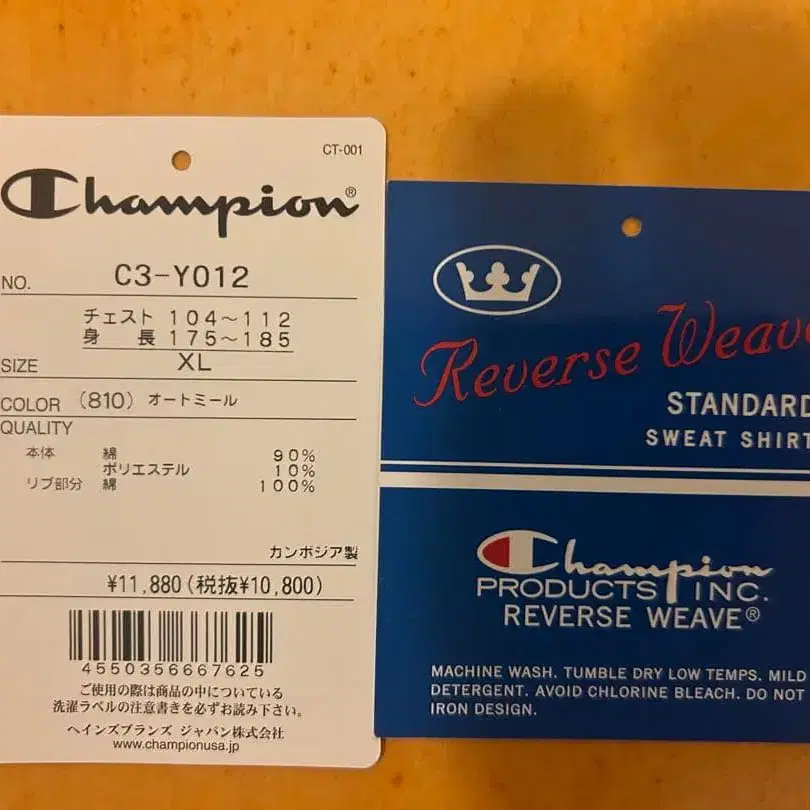 CT-001
Champion®
NO. C3-Y012
チェスト 104～112
身長 175～185
SIZE XL
COLOR (810) オートミール
QUALITY
本体 綿 90%
ポリエステル 10%
リブ部分 綿 100%
カンボジア製
¥11,880(税抜¥10,800)
4550356667625
ご使用の際は商品の中についている
洗濯ラベルの注意書きを必ずお読み下さい。
ヘインズブランズ ジャパン株式会社
www.championusa.jp
Reverse Weave
STANDARD
SWEAT SHIRT
Champion
PRODUCTS INC.
REVERSE WEAVE®
MACHINE WASH. TUMBLE DRY LOW TEMPS. MILD
DETERGENT. AVOID CHLORINE BLEACH. DO NOT
IRON DESIGN.